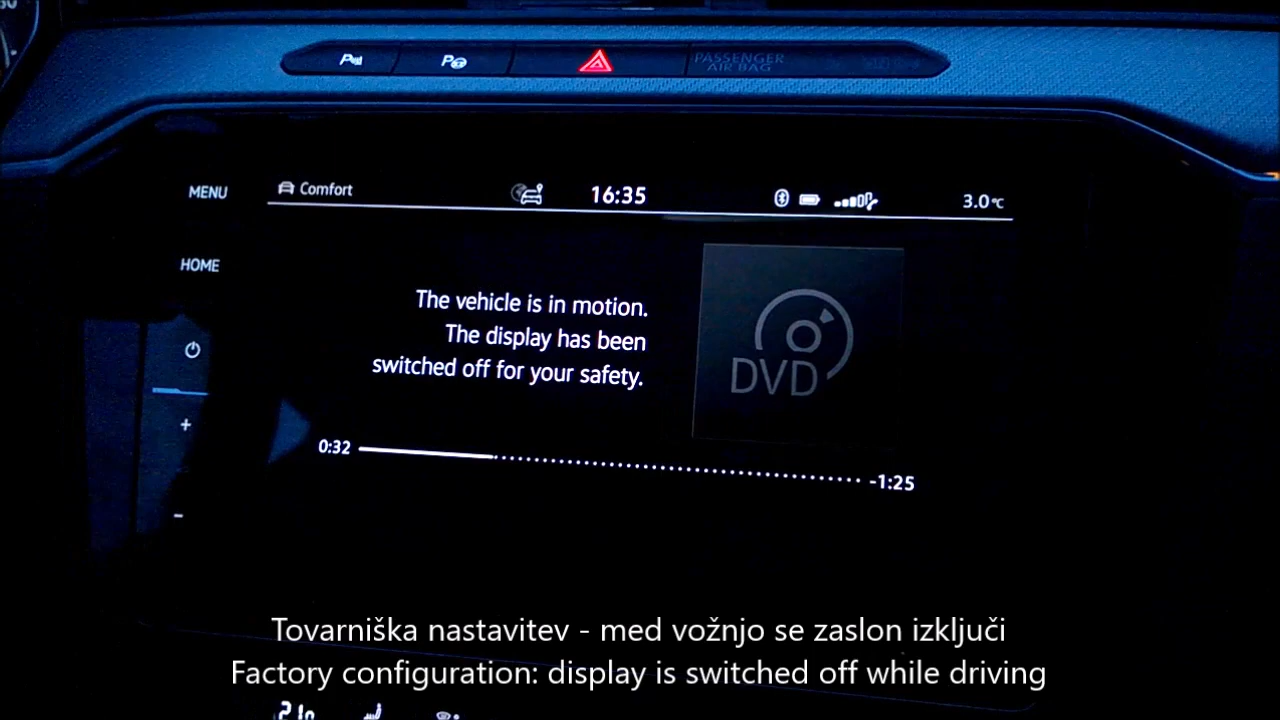 PASSENGER
AIR BAG
MENU
Comfort
16:35
3.0°C
HOME
The vehicle is in motion.
The display has been
switched off for your safety.
DVD
0:32
-1:25
+
-
Tovarniška nastavitev - med vožnjo se zaslon izključi
Factory configuration: display is switched off while driving